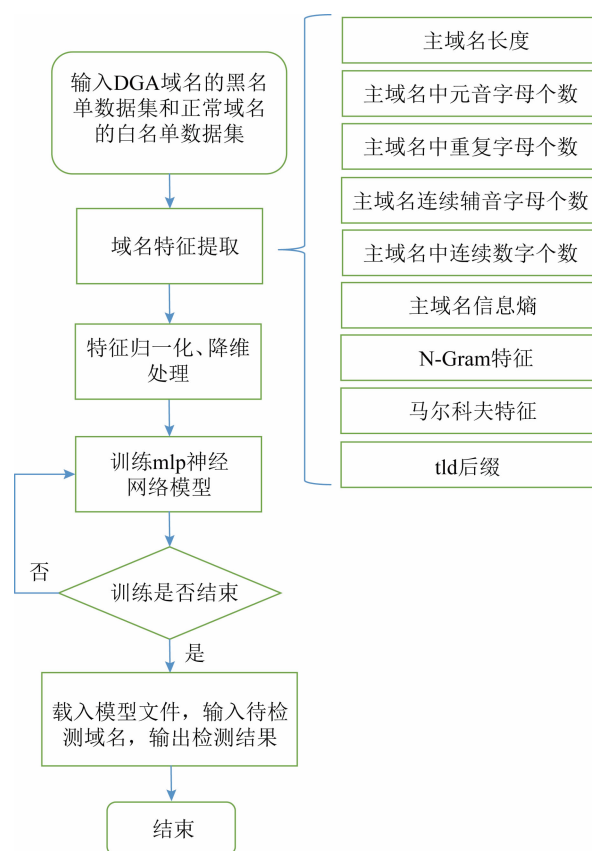 输入DGA域名的黑名
单数据集和正常域名
的白名单数据集
域名特征提取
特征归一化、降维
处理
训练mlp神经
网络模型
否
训练是否结束
是
载入模型文件，输入待检
测域名，输出检测结果
结束
主域名长度
主域名中元音字母个数
主域名中重复字母个数
主域名连续辅音字母个数
主域名中连续数字个数
主域名信息熵
N-Gram特征
马尔科夫特征
tld后缀